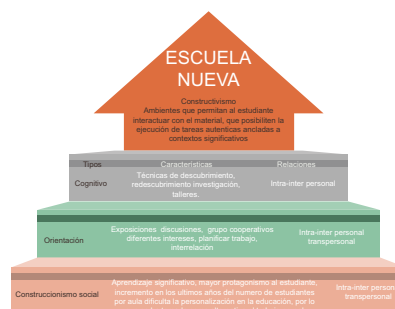 ESCUELA
NUEVA
Constructivismo
Ambientes que permitan al estudiante
interactuar con el material, que posibiliten la
ejecución de tareas autenticas ancladas a
contextos significativos
Tipos Características Relaciones
Cognitivo
Técnicas de descubrimiento,
redescubrimiento investigación,
talleres.
Intra-inter personal
Orientación
Exposiciones discusiones, grupo cooperativos
diferentes intereses, planificar trabajo,
interrelación
Intra-inter personal
transpersonal
Construccionismo social
Aprendizaje significativo, mayor protagonismo al estudiante,
incremento en los ultimos años del numero de estudiantes
por aula dificulta la personalización en la educación, por lo
Intra-inter personal
transpersonal